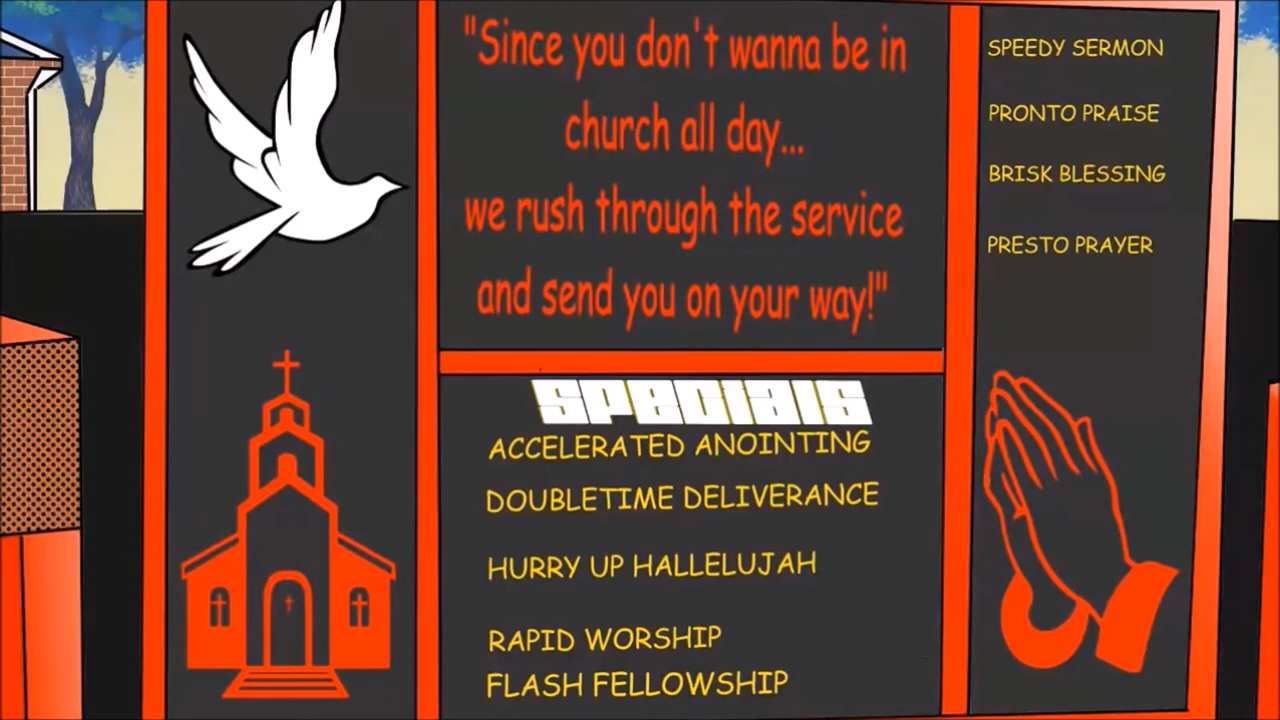 "Since you don't wanna be in
church all day...
we rush through the service
and send you on your way!"
SPECIALS
ACCELERATED ANOINTING
DOUBLETIME DELIVERANCE
HURRY UP HALLELUJAH
RAPID WORSHIP
FLASH FELLOWSHIP
SPEEDY SERMON
PRONTO PRAISE
BRISK BLESSING
PRESTO PRAYER